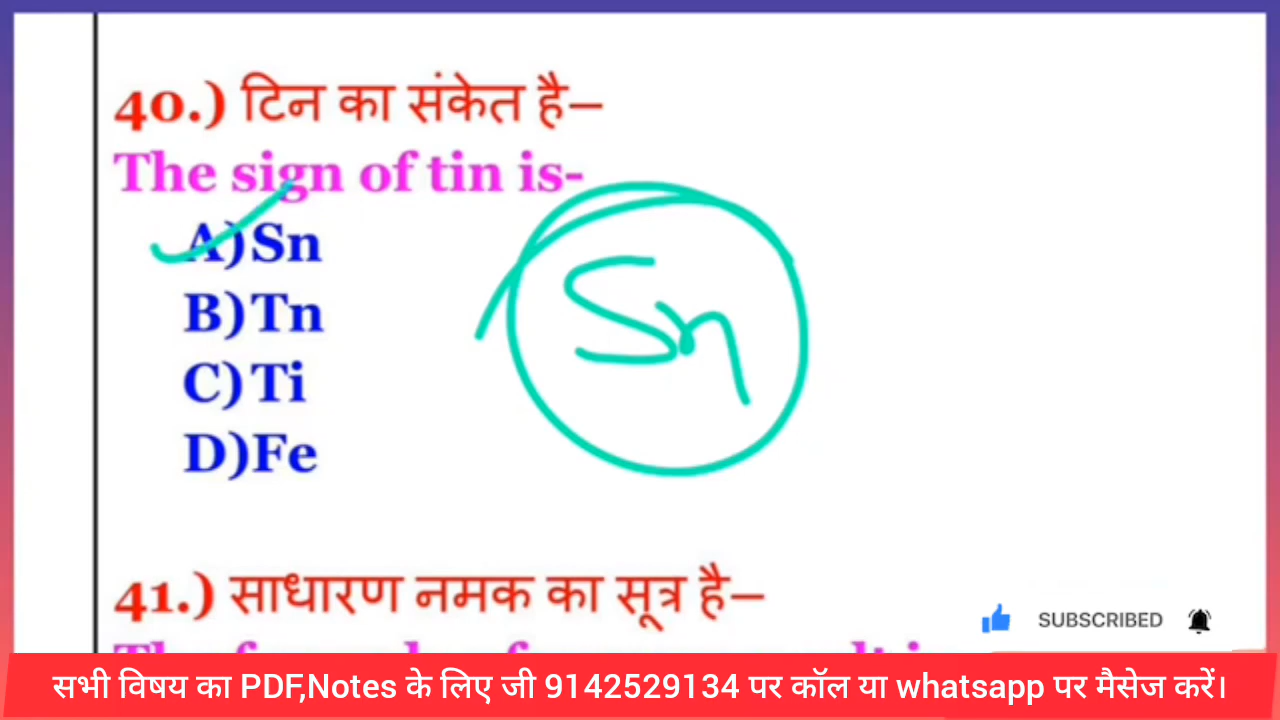 40.) टिन का संकेत है–
The sign of tin is-
A) Sn
B) Tn
C) Ti
D) Fe
Sn
41.) साधारण नमक का सूत्र है–
SUBSCRIBED
सभी विषय का PDF,Notes के लिए जी 9142529134 पर कॉल या whatsapp पर मैसेज करें।